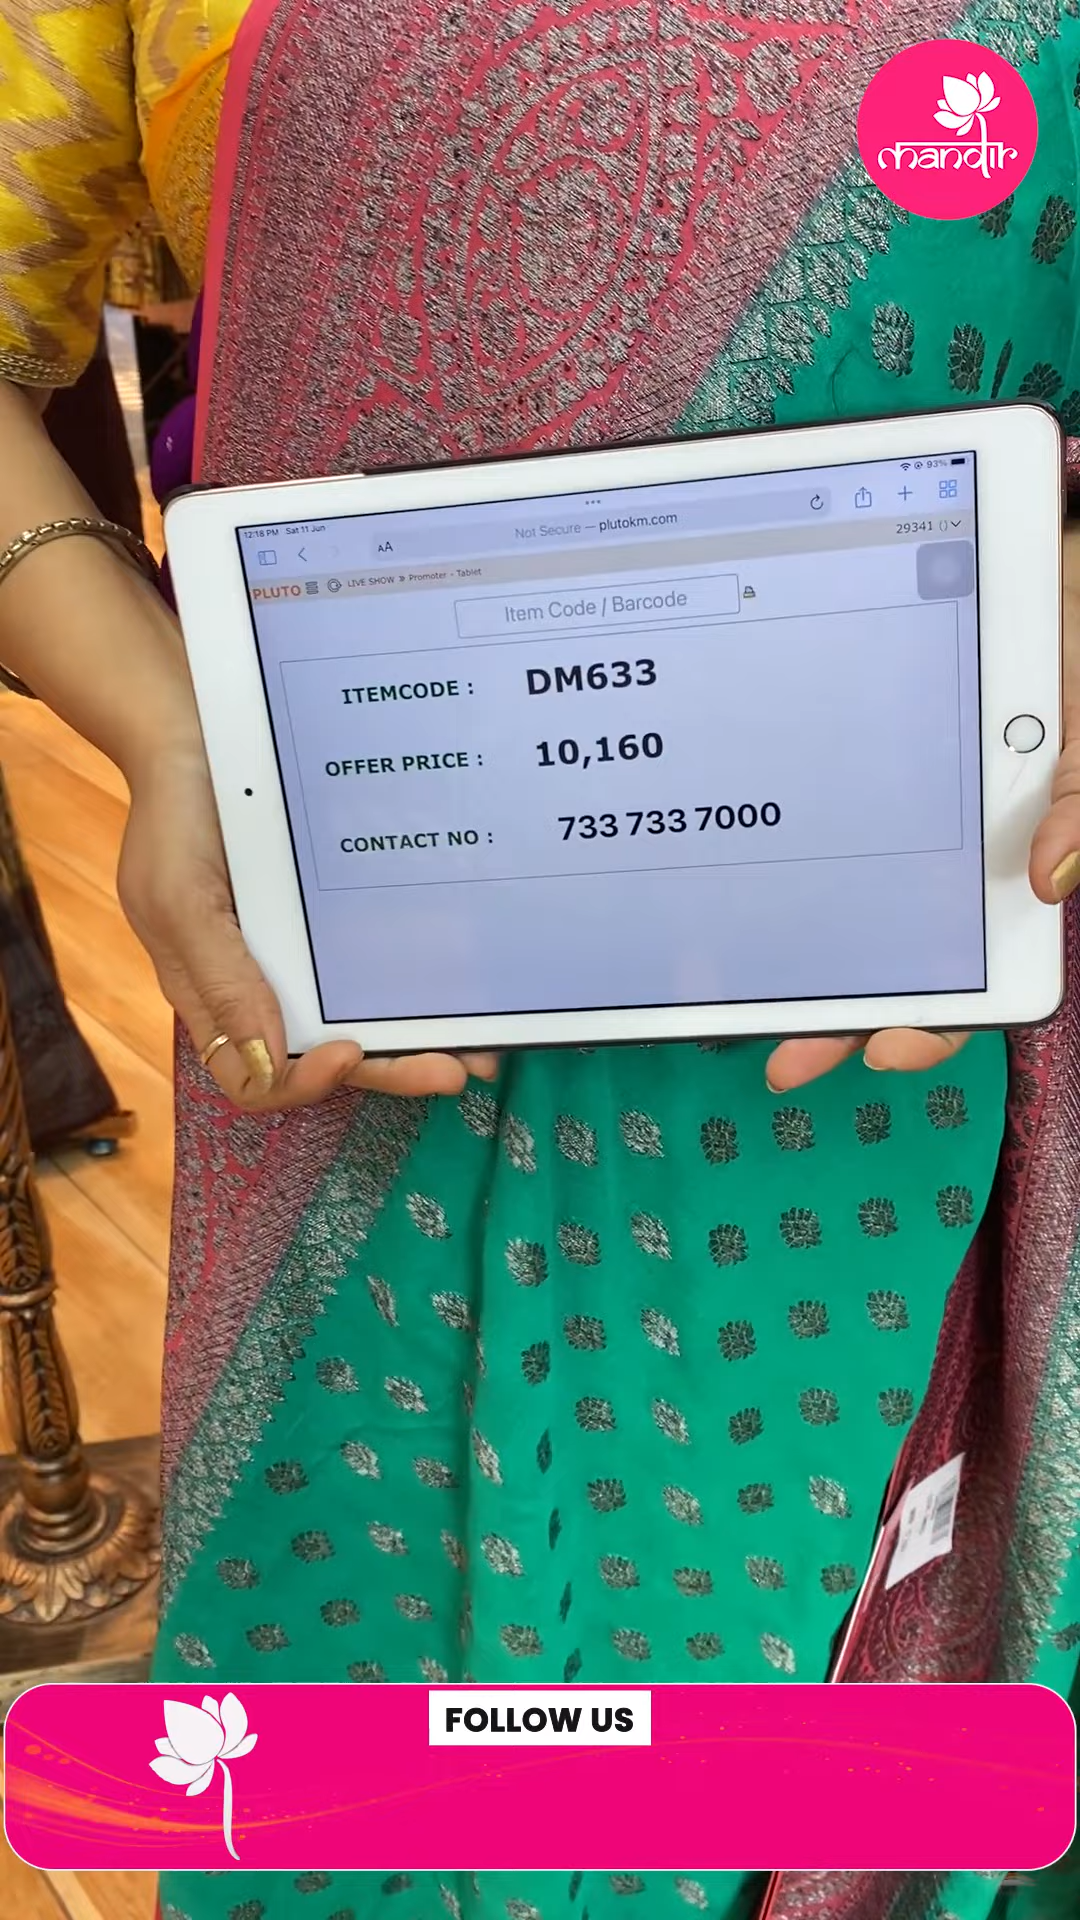 mandir
12:18 PM Sat 11 Jun
93%
AA
Not Secure — plutokm.com
29341 ()
PLUTO
LIVE SHOW » Promoter - Tablet
Item Code / Barcode
ITEMCODE : DM633
OFFER PRICE : 10,160
CONTACT NO : 733 733 7000
FOLLOW US